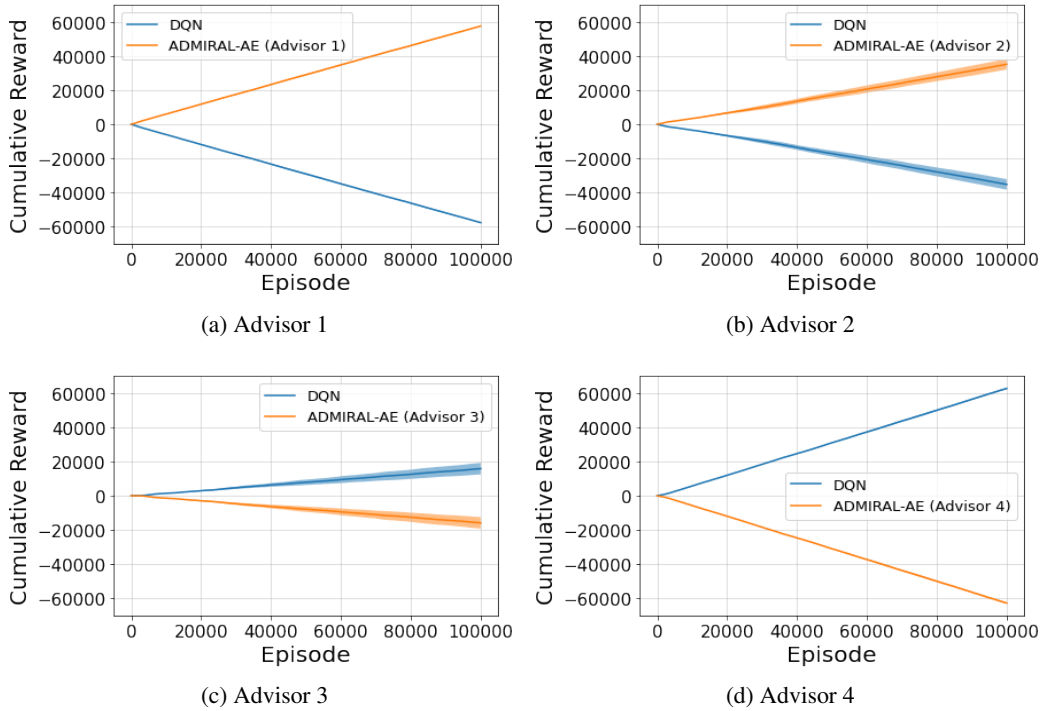 60000
40000
20000
0
−20000
−40000
−60000
Cumulative Reward
DQN
ADMIRAL-AE (Advisor 1)
0 20000 40000 60000 80000 100000
Episode
(a) Advisor 1
60000
40000
20000
0
−20000
−40000
−60000
Cumulative Reward
DQN
ADMIRAL-AE (Advisor 2)
0 20000 40000 60000 80000 100000
Episode
(b) Advisor 2
60000
40000
20000
0
−20000
−40000
−60000
Cumulative Reward
DQN
ADMIRAL-AE (Advisor 3)
0 20000 40000 60000 80000 100000
Episode
(c) Advisor 3
60000
40000
20000
0
−20000
−40000
−60000
Cumulative Reward
DQN
ADMIRAL-AE (Advisor 4)
0 20000 40000 60000 80000 100000
Episode
(d) Advisor 4